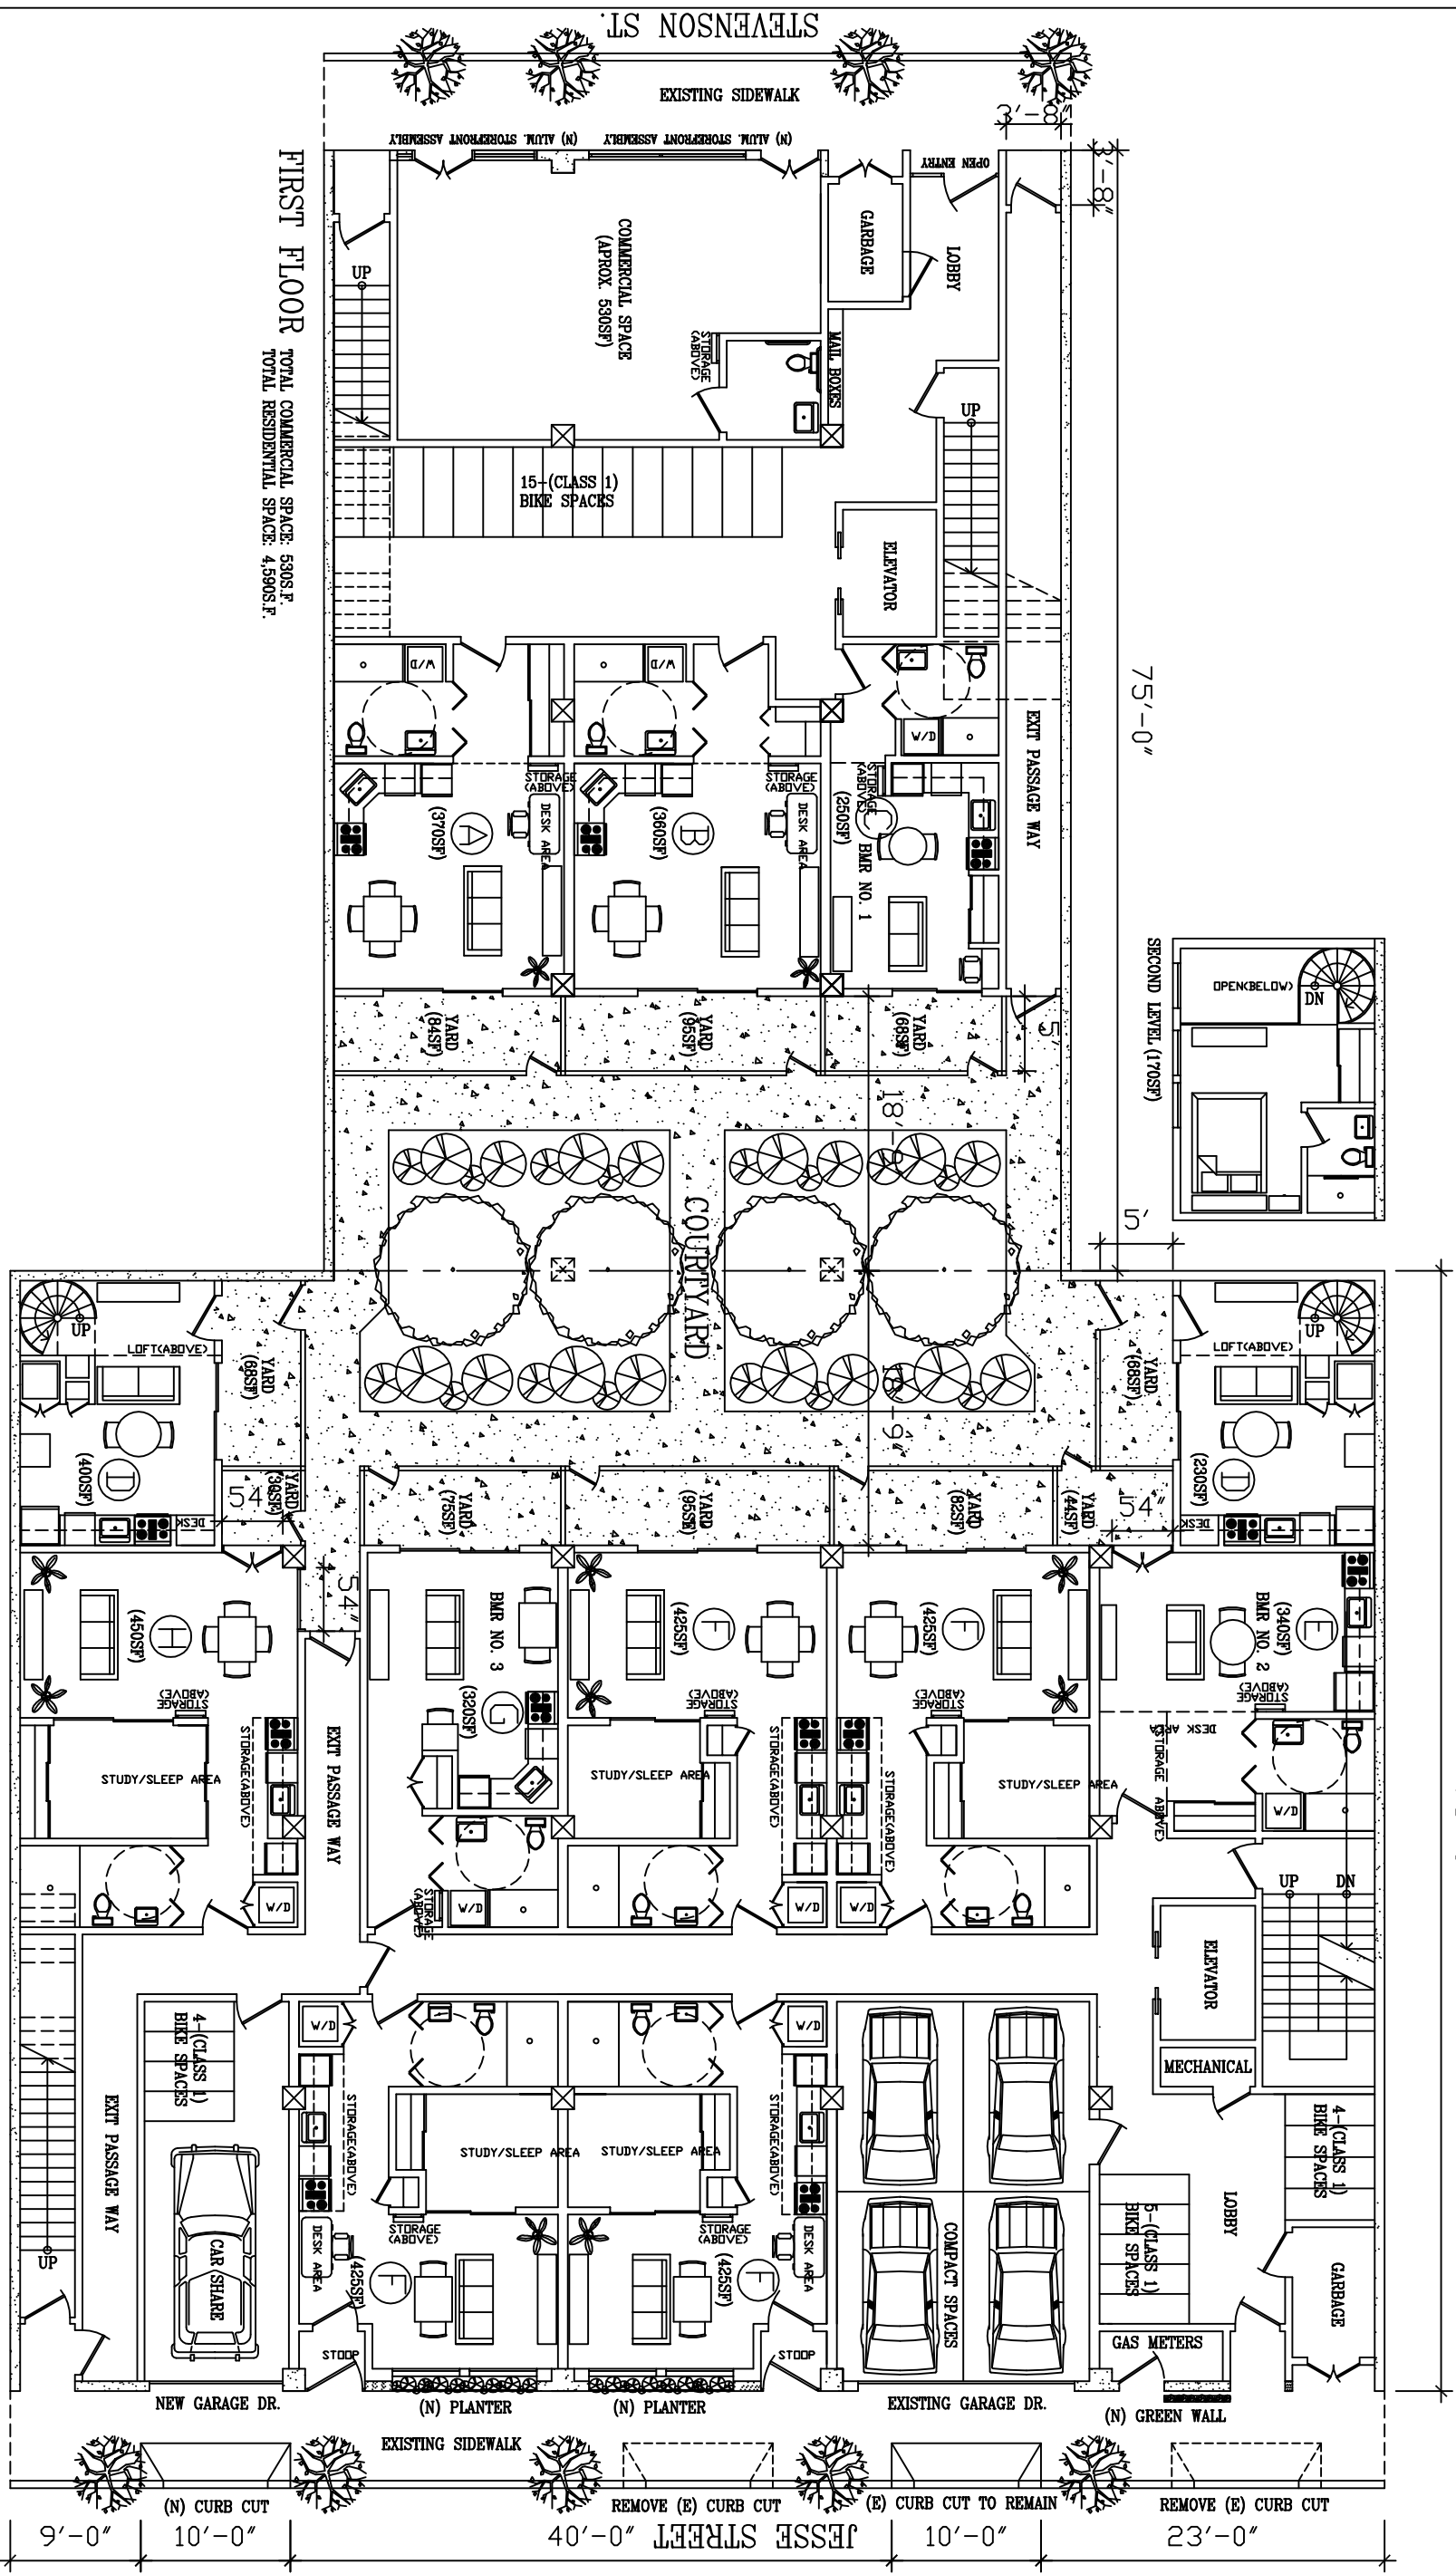 STEVENSON ST.
EXISTING SIDEWALK
(N) ALUM. STOREFRONT ASSEMBLY
(N) ALUM. STOREFRONT ASSEMBLY
OPEN ENTRY
3'-8"
3'-8"
FIRST FLOOR
TOTAL COMMERCIAL SPACE: 530S.F.
TOTAL RESIDENTIAL SPACE: 4,590S.F.
COMMERCIAL SPACE
(APROX. 530SF)
GARBAGE
LOBBY
UP
STORAGE
(ABOVE)
MAIL BOXES
UP
15-(CLASS 1)
BIKE SPACES
ELEVATOR
75'-0"
EXIT PASSAGE WAY
W/D
W/D
W/D
STORAGE
(ABOVE)
STORAGE
(ABOVE)
STORAGE
(ABOVE)
DESK AREA
DESK AREA
A
(370SF)
B
(360SF)
C
(250SF)
BMR NO. 1
YARD
(84SF)
YARD
(95SF)
YARD
(68SF)
5'
SECOND LEVEL (170SF)
OPEN(BELOW)
DN
COURTYARD
5'
UP
LOFT(ABOVE)
YARD
(68SF)
D
(400SF)
DESK
YARD
(30SF)
54"
UP
LOFT(ABOVE)
YARD
(68SF)
D
(230SF)
DESK
54"
YARD
(75SF)
YARD
(95SF)
YARD
(82SF)
YARD
(44SF)
18'-9"
54"
H
(450SF)
STORAGE
(ABOVE)
STUDY/SLEEP AREA
STORAGE(ABOVE)
W/D
EXIT PASSAGE WAY
BMR NO. 3
G
(320SF)
STORAGE
(ABOVE)
W/D
F
(425SF)
STORAGE
(ABOVE)
STUDY/SLEEP AREA
STORAGE(ABOVE)
W/D
F
(425SF)
STORAGE
(ABOVE)
STUDY/SLEEP AREA
STORAGE(ABOVE)
W/D
E
(340SF)
BMR NO. 2
STORAGE
(ABOVE)
DESK AREA
STORAGE ABOVE)
W/D
UP
DN
ELEVATOR
MECHANICAL
4-(CLASS 1)
BIKE SPACES
EXIT PASSAGE WAY
UP
CAR SHARE
W/D
STORAGE(ABOVE)
STUDY/SLEEP AREA
STORAGE
(ABOVE)
DESK AREA
F
(425SF)
STOOP
W/D
STORAGE(ABOVE)
STUDY/SLEEP AREA
STORAGE
(ABOVE)
DESK AREA
F
(425SF)
STOOP
COMPACT SPACES
5-(CLASS 1)
BIKE SPACES
LOBBY
4-(CLASS 1)
BIKE SPACES
GARBAGE
GAS METERS
NEW GARAGE DR.
(N) PLANTER
(N) PLANTER
EXISTING GARAGE DR.
(N) GREEN WALL
EXISTING SIDEWALK
(N) CURB CUT
REMOVE (E) CURB CUT
(E) CURB CUT TO REMAIN
REMOVE (E) CURB CUT
JESSE STREET
9'-0"
10'-0"
40'-0"
10'-0"
23'-0"